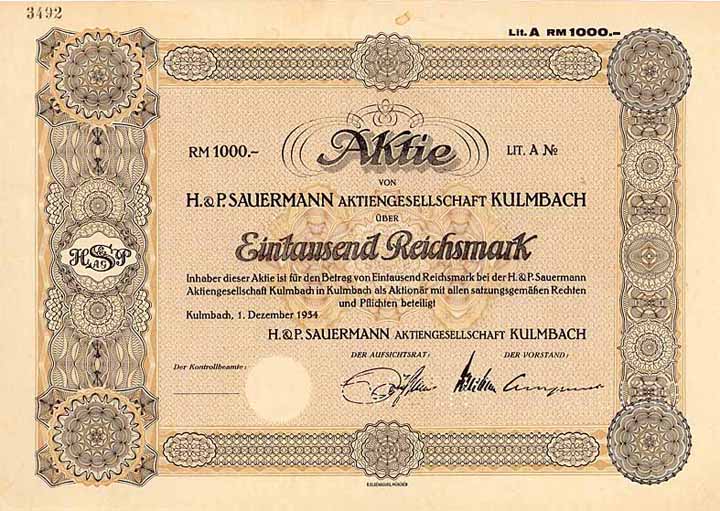 3492
Lit. A RM 1000.-
Aktie
RM 1000.-
LIT. A №
VON
H. & P. SAUERMANN AKTIENGESELLSCHAFT KULMBACH
ÜBER
Eintausend Reichsmark
Inhaber dieser Aktie ist für den Betrag von Eintausend Reichsmark bei der H. & P. Sauermann
Aktiengesellschaft Kulmbach in Kulmbach als Aktionär mit allen satzungsgemäßen Rechten
und Pflichten beteiligt
Kulmbach, 1. Dezember 1934
H. & P. SAUERMANN AKTIENGESELLSCHAFT KULMBACH
Der Kontrollbeamte:
DER AUFSICHTSRAT:
DER VORSTAND:
H & P
S
AG